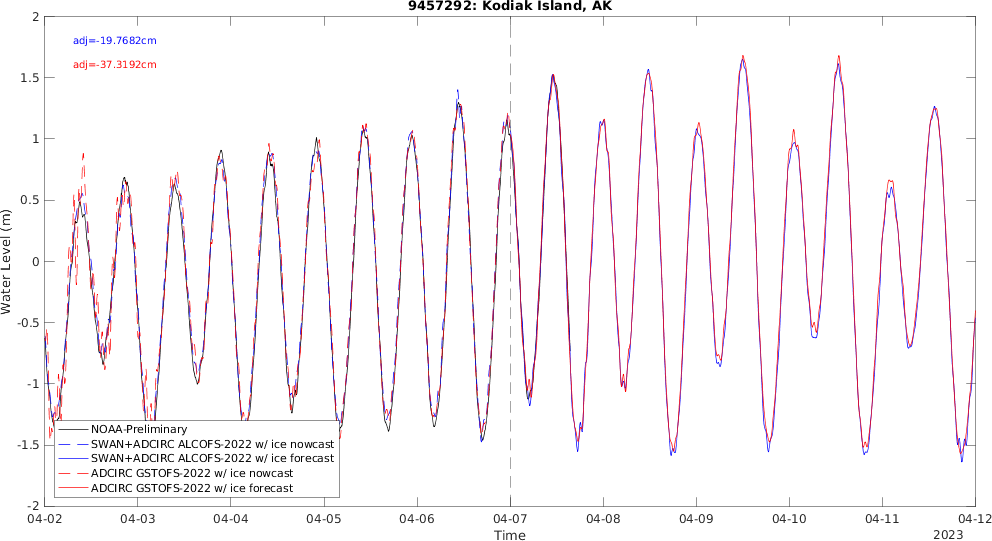 9457292: Kodiak Island, AK
adj=-19.7682cm
adj=-37.3192cm
Water Level (m)
2
1.5
1
0.5
0
-0.5
-1
-1.5
-2
NOAA-Preliminary
SWAN+ADCIRC ALCOFS-2022 w/ ice nowcast
SWAN+ADCIRC ALCOFS-2022 w/ ice forecast
ADCIRC GSTOFS-2022 w/ ice nowcast
ADCIRC GSTOFS-2022 w/ ice forecast
04-02 04-03 04-04 04-05 04-06 04-07 04-08 04-09 04-10 04-11 04-12
Time
2023